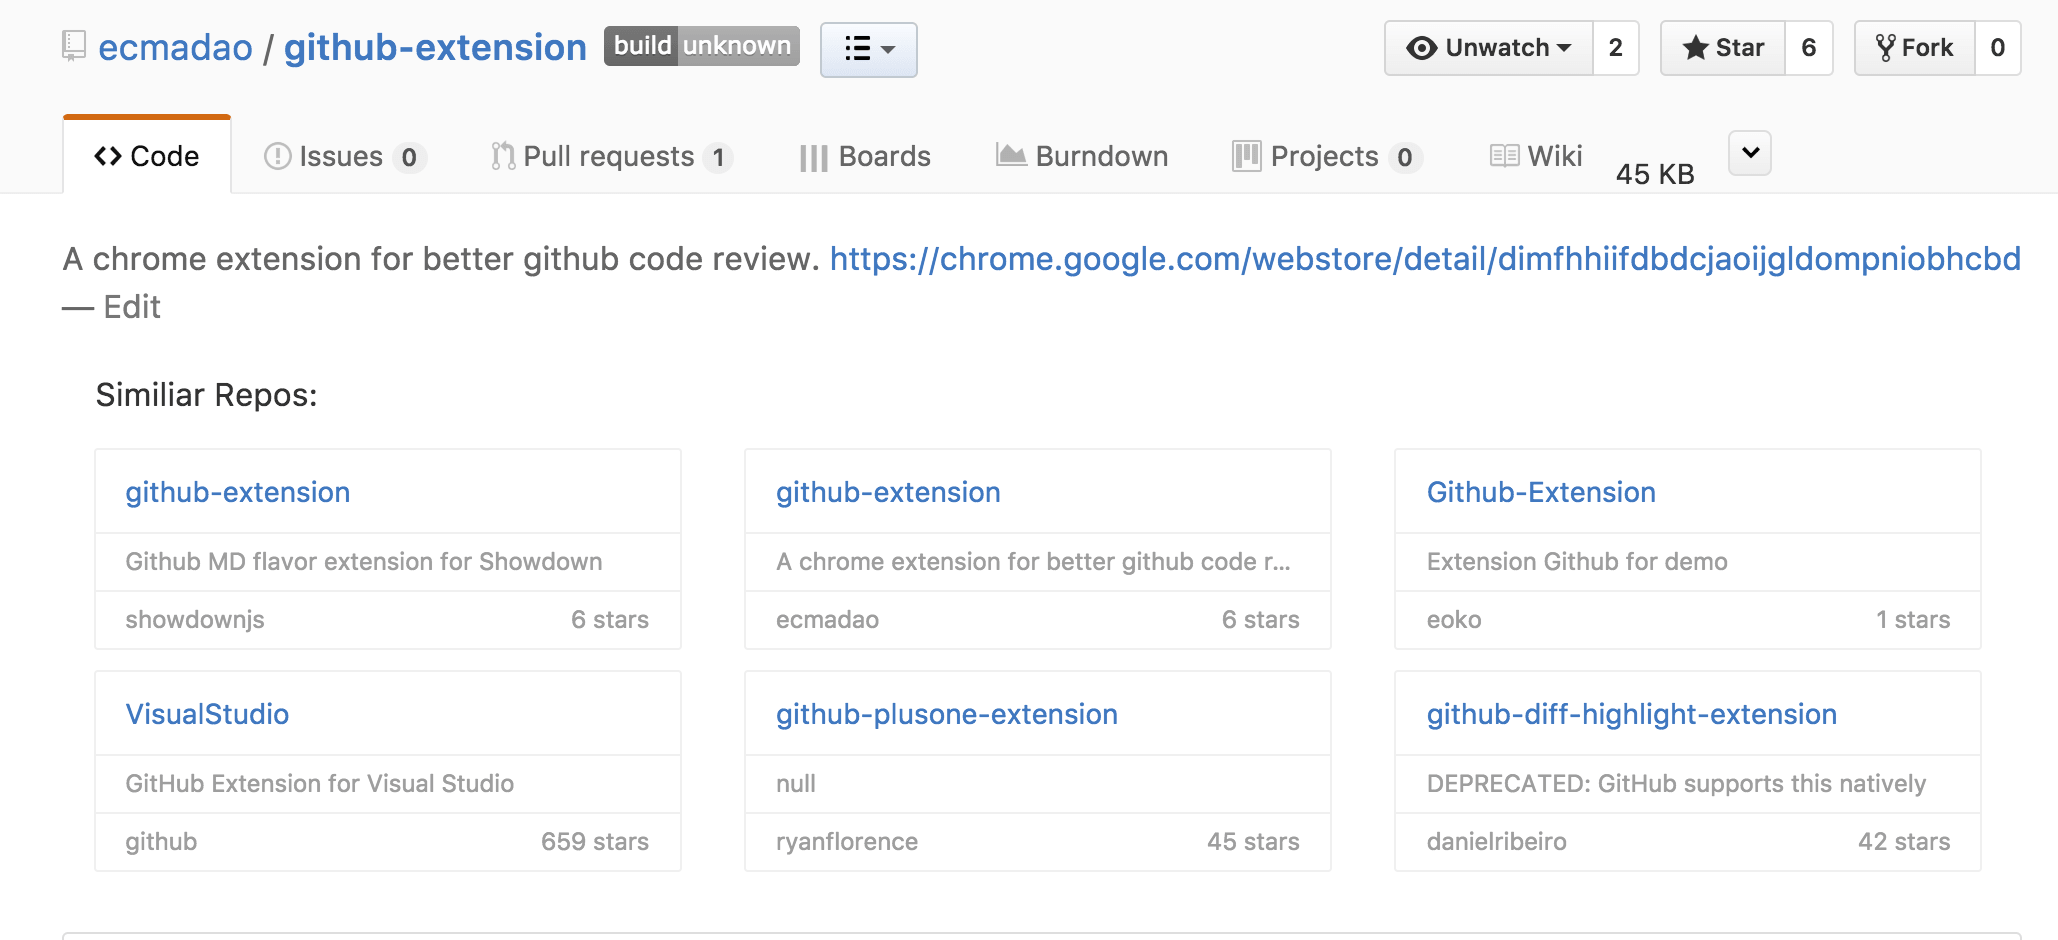 ecmadao / github-extension build unknown Unwatch 2 Star 6 Fork 0
Code Issues 0 Pull requests 1 Boards Burndown Projects 0 Wiki 45 KB
A chrome extension for better github code review. https://chrome.google.com/webstore/detail/dimfhhiifdbdcjaoijgldompniobhcbd
— Edit
Similiar Repos:
github-extension
Github MD flavor extension for Showdown
showdownjs 6 stars
github-extension
A chrome extension for better github code r...
ecmadao 6 stars
Github-Extension
Extension Github for demo
eoko 1 stars
VisualStudio
GitHub Extension for Visual Studio
github 659 stars
github-plusone-extension
null
ryanflorence 45 stars
github-diff-highlight-extension
DEPRECATED: GitHub supports this natively
danielribeiro 42 stars